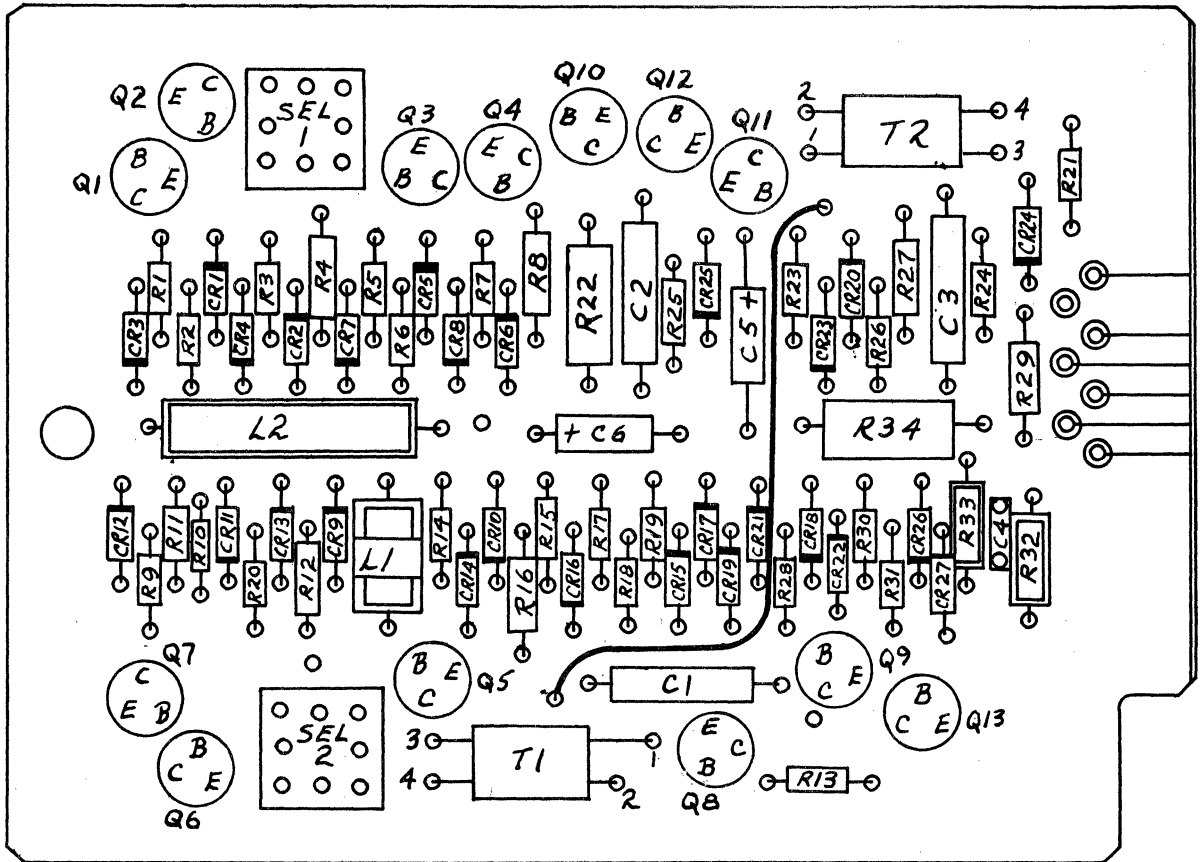 Q2
E C B
SEL 1
Q3
E B C
Q4
E C B
Q10
B E C
Q12
B C E
Q11
C E B
2
1
T2
4
3
R21
Q1
B E C
CR24
CR3
R1
R2
CR1
CR4
R3
CR2
R4
CR7
R5
R6
CR5
CR8
R7
CR6
R8
R22
C2
R25
CR25
C5 +
R23
CR23
CR20
R26
R27
C3
R24
R29
L2
+ C6
R34
CR12
R9
R11
R10
CR11
R20
CR13
R12
CR9
L1
R14
CR14
CR10
R16
R15
CR16
R17
R18
R19
CR15
CR17
CR19
CR21
R28
CR18
CR22
R30
R31
CR26
CR27
R33
C4
R32
Q7
C E B
B E C
Q5
C1
B E C
Q9
B C E
Q13
SEL 2
B C E
Q6
3
4
T1
1
2
E C B
Q8
R13